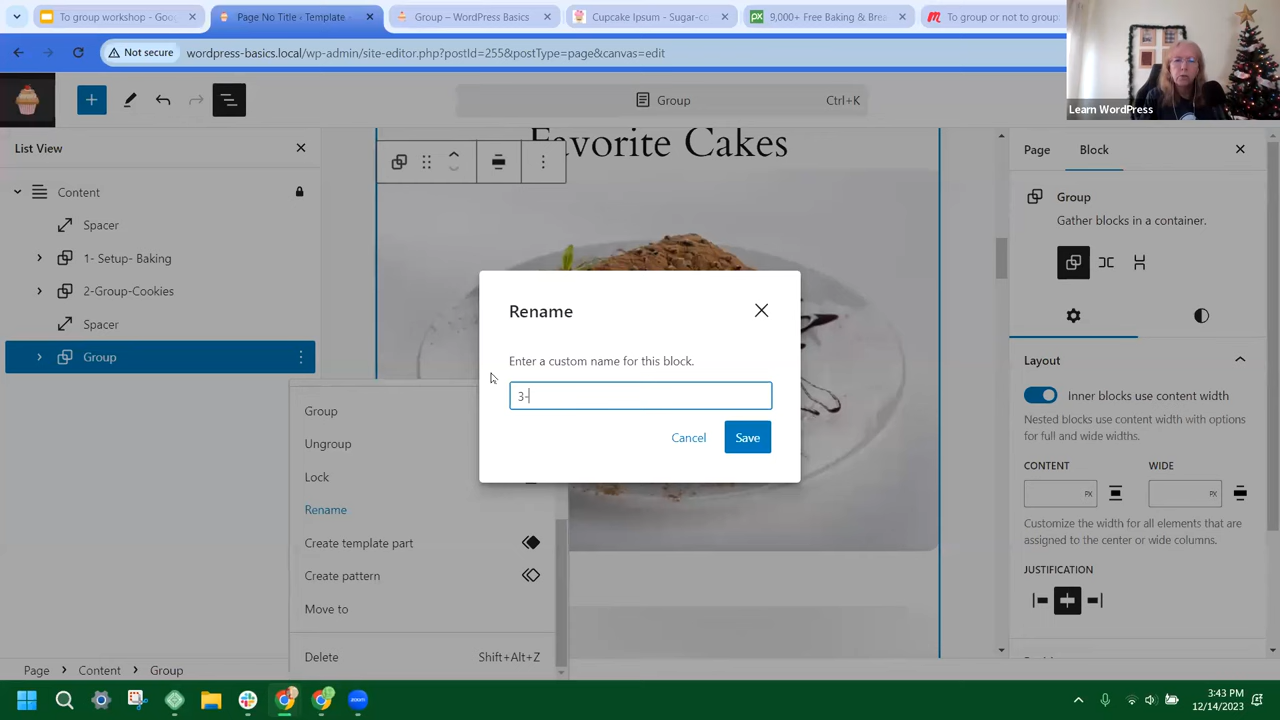 To group workshop - Goo
Page No Title - Template
Group – WordPress Basics
Cupcake Ipsum - Sugar-co
9,000+ Free Baking & Brea
To group or not to group
Not secure
wordpress-basics.local/wp-admin/site-editor.php?postId=255&postType=page&canvas=edit
Learn WordPress
Group
Ctrl+K
List View
Content
Spacer
1- Setup- Baking
2-Group-Cookies
Spacer
Group
Group
Ungroup
Lock
Rename
Create template part
Create pattern
Move to
Delete
Shift+Alt+Z
Favorite Cakes
Rename
Enter a custom name for this block.
3-
Cancel
Save
Page
Block
Group
Gather blocks in a container.
Layout
Inner blocks use content width
Nested blocks use content width with options
for full and wide widths.
CONTENT
WIDE
PX
PX
Customize the width for all elements that are
assigned to the center or wide columns.
JUSTIFICATION
Page
Content
Group
zoom
3:43 PM
12/14/2023